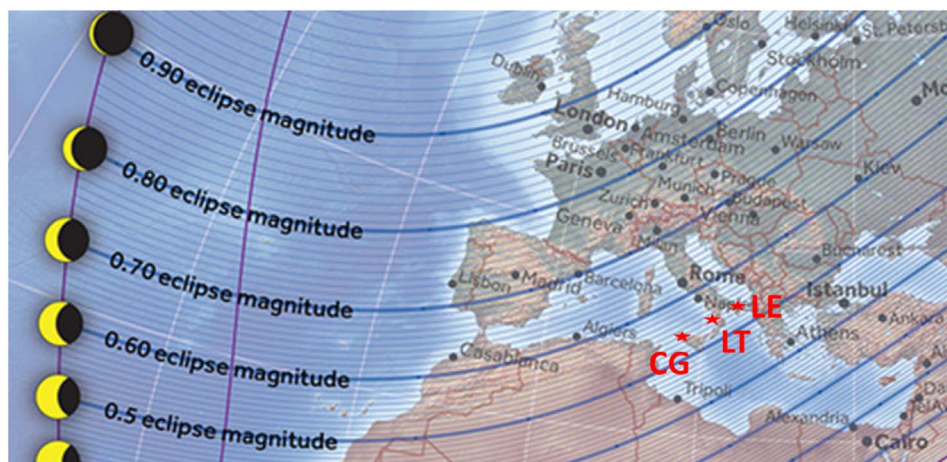 Oslo
Helsinki
St. Petersb
Stockholm
0.90 eclipse magnitude
Dublin
Copenhagen
Mo
Hamburg
London
Amsterdam
Berlin
Warsaw
Brussels
Frankfurt
Paris
Prague
Kiev
0.80 eclipse magnitude
Munich
Budapest
Zurich
Vienna
Geneva
Milan
Bucharest
0.70 eclipse magnitude
Lisbon
Madrid
Barcelona
Rome
Istanbul
Nap
LE
Ankara
LT
Algiers
Athens
0.60 eclipse magnitude
Casablanca
CG
Tripoli
Da
0.5 eclipse magnitude
Alexandria
Cairo